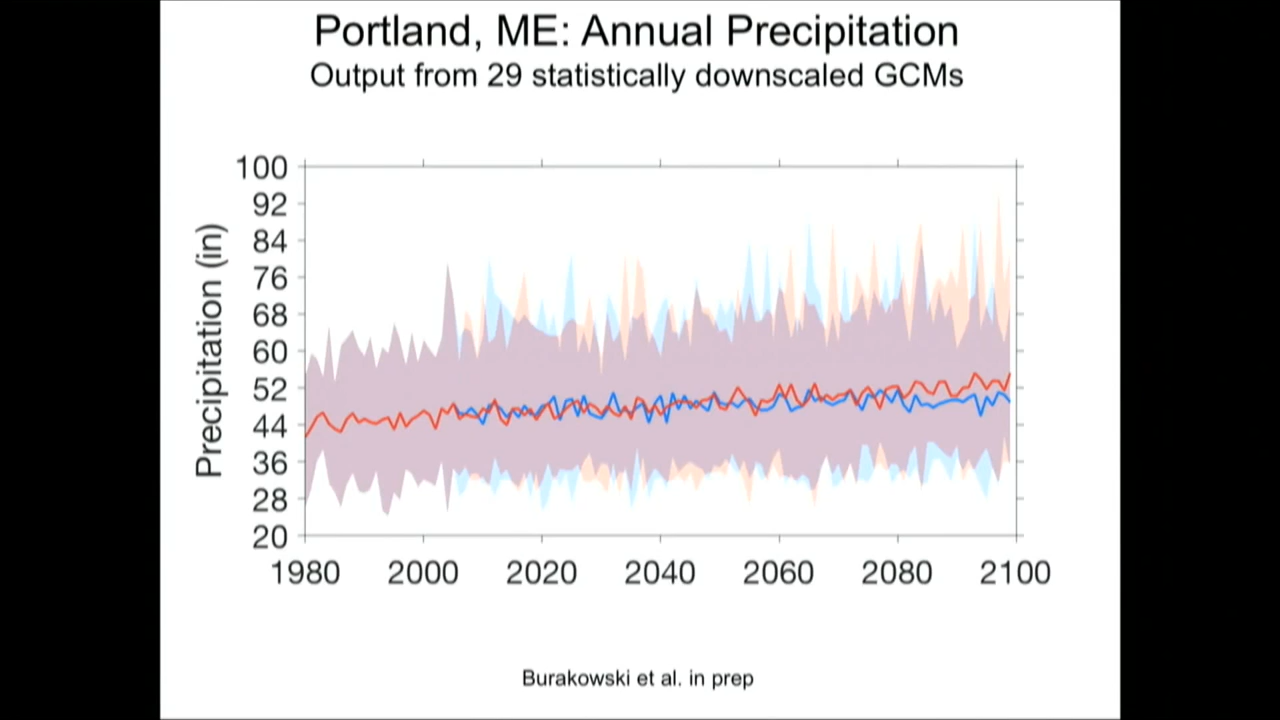 Portland, ME: Annual Precipitation
Output from 29 statistically downscaled GCMs
Precipitation (in)
100
92
84
76
68
60
52
44
36
28
20
1980 2000 2020 2040 2060 2080 2100
Burakowski et al. in prep